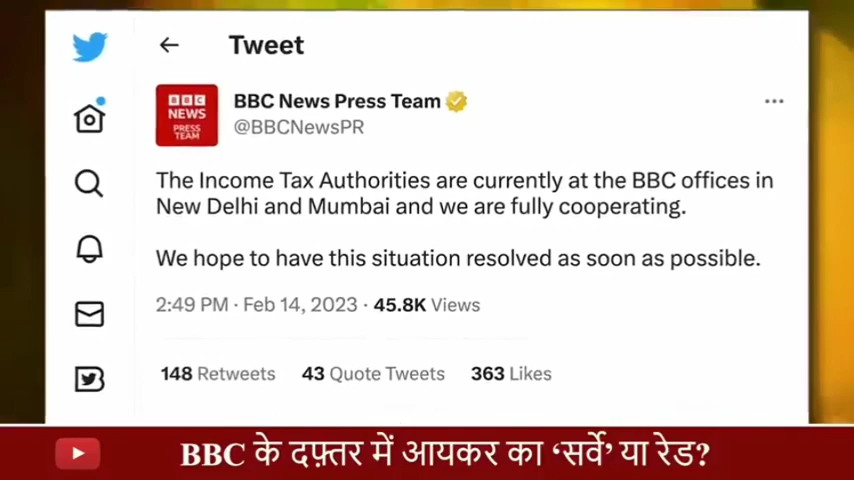 Tweet
BBC
NEWS
PRESS
TEAM
BBC News Press Team
@BBCNewsPR
The Income Tax Authorities are currently at the BBC offices in
New Delhi and Mumbai and we are fully cooperating.
We hope to have this situation resolved as soon as possible.
2:49 PM · Feb 14, 2023 · 45.8K Views
148 Retweets 43 Quote Tweets 363 Likes
BBC के दफ़्तर में आयकर का ‘सर्वे’ या रेड?